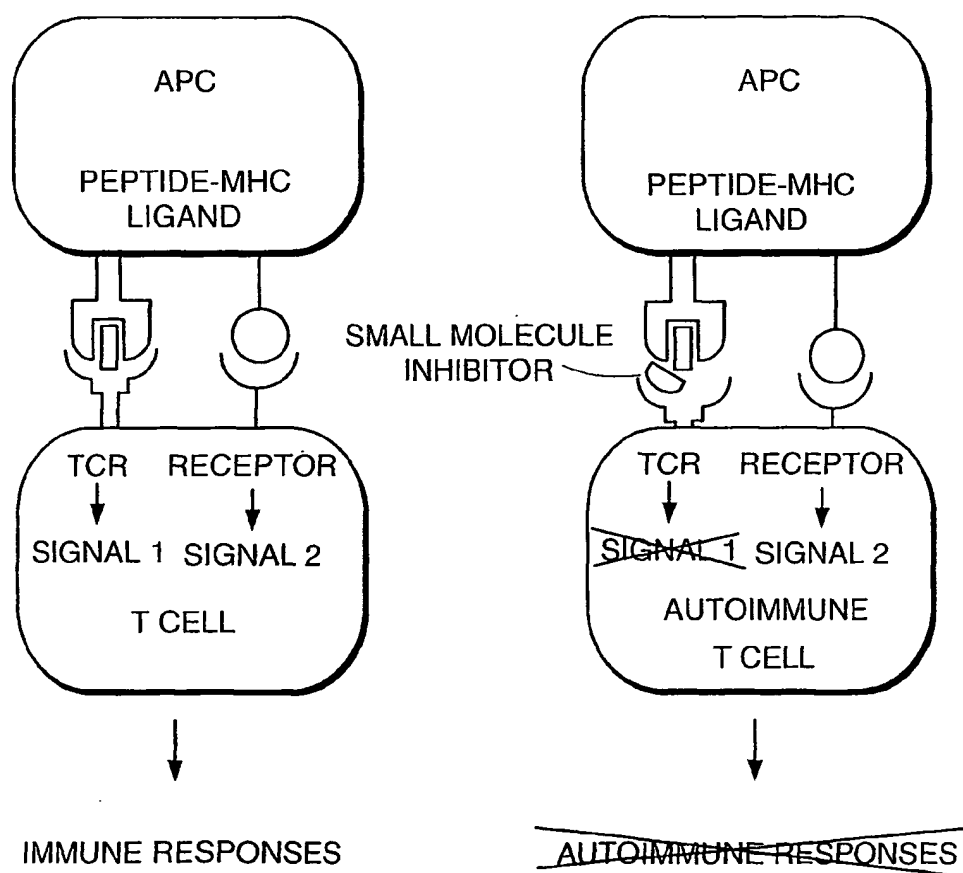 APC
PEPTIDE-MHC
LIGAND
TCR
RECEPTOR
SIGNAL 1
SIGNAL 2
T CELL
IMMUNE RESPONSES
APC
PEPTIDE-MHC
LIGAND
SMALL MOLECULE
INHIBITOR
TCR
RECEPTOR
SIGNAL 1
SIGNAL 2
AUTOIMMUNE
T CELL
AUTOIMMUNE RESPONSES